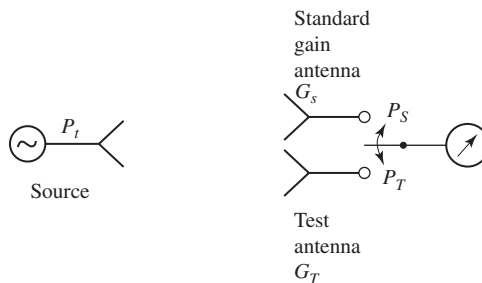 Standard
gain
antenna
G_s
P_S
P_t
~
Source
P_T
Test
antenna
G_T